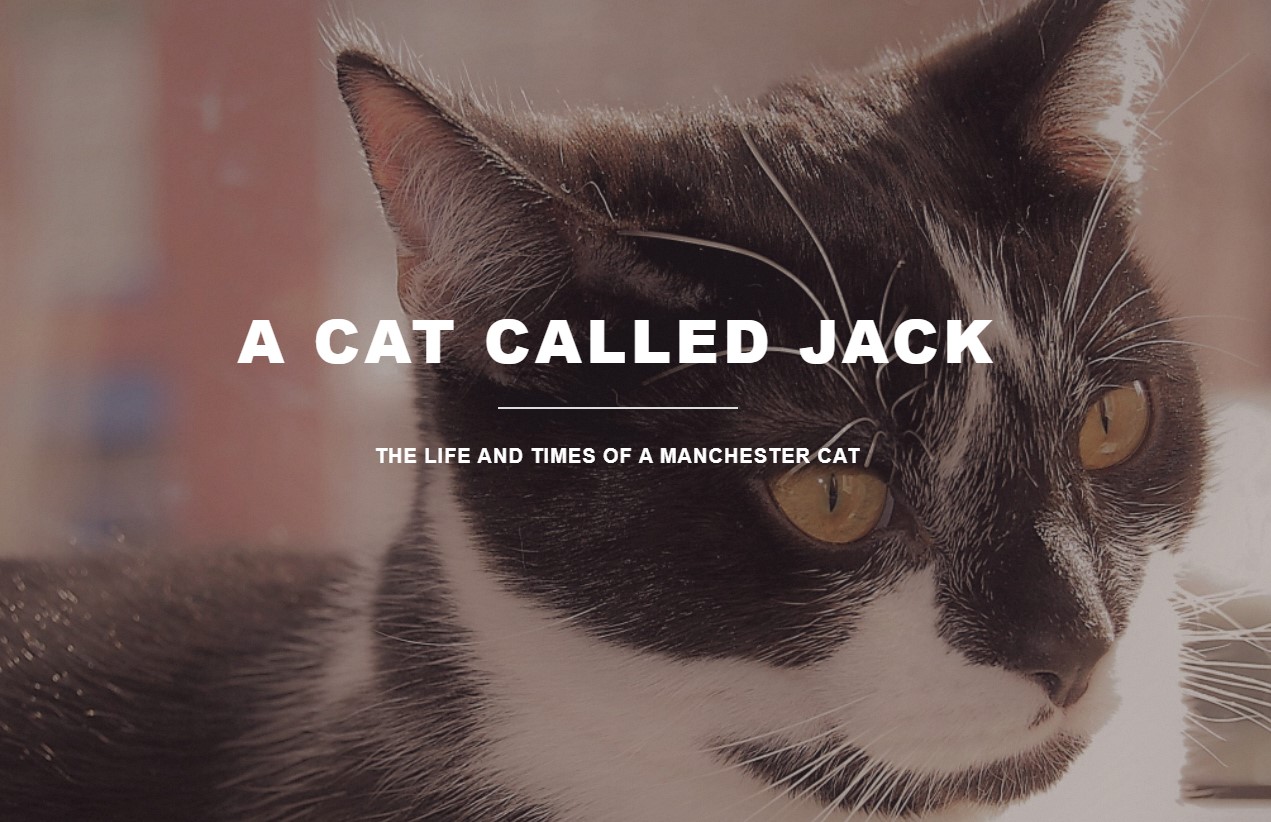 A CAT CALLED JACK
THE LIFE AND TIMES OF A MANCHESTER CAT